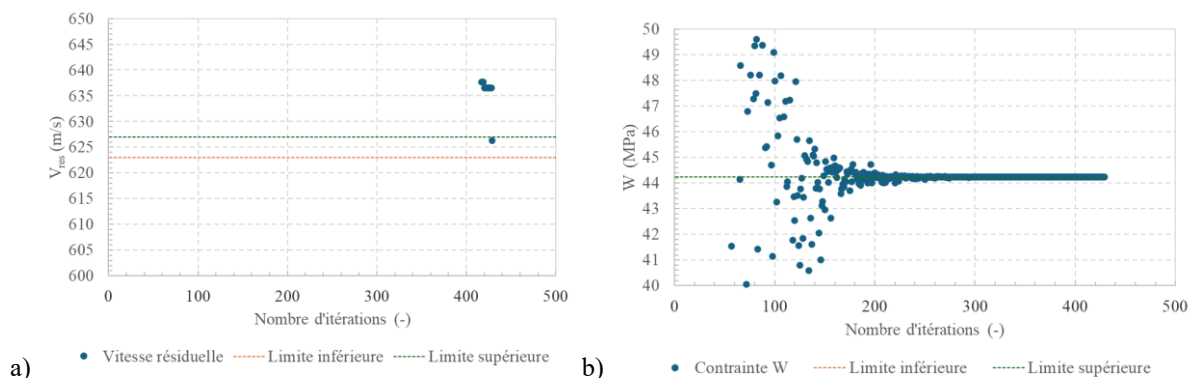 650
645
640
635
630
625
620
615
610
605
600
V_res (m/s)
0 100 200 300 400 500
Nombre d'itérations (-)
a) Vitesse résiduelle Limite inférieure Limite supérieure
50
49
48
47
46
45
44
43
42
41
40
W (MPa)
0 100 200 300 400 500
Nombre d'itérations (-)
b) Contrainte W Limite inférieure Limite supérieure